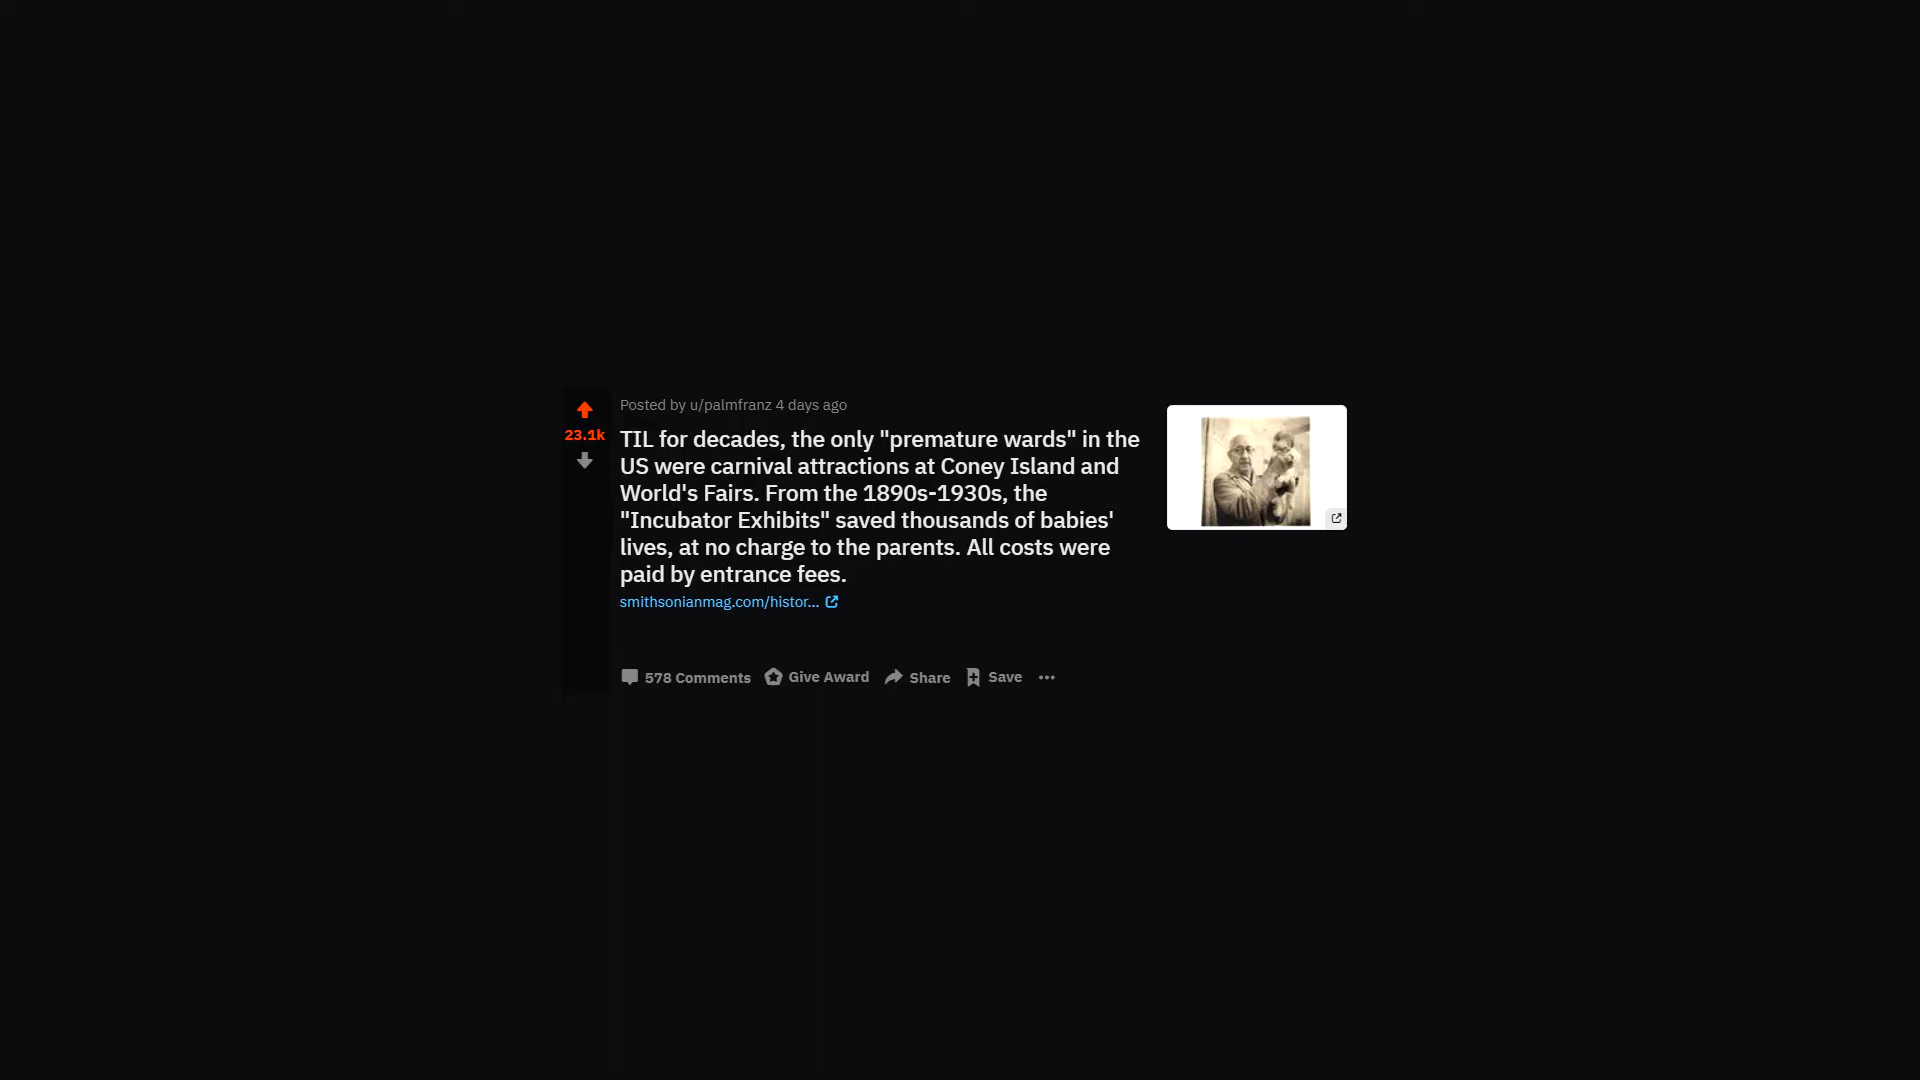 Posted by u/palmfranz 4 days ago
23.1k
TIL for decades, the only "premature wards" in the
US were carnival attractions at Coney Island and
World's Fairs. From the 1890s-1930s, the
"Incubator Exhibits" saved thousands of babies'
lives, at no charge to the parents. All costs were
paid by entrance fees.
smithsonianmag.com/histor...
578 Comments Give Award Share Save